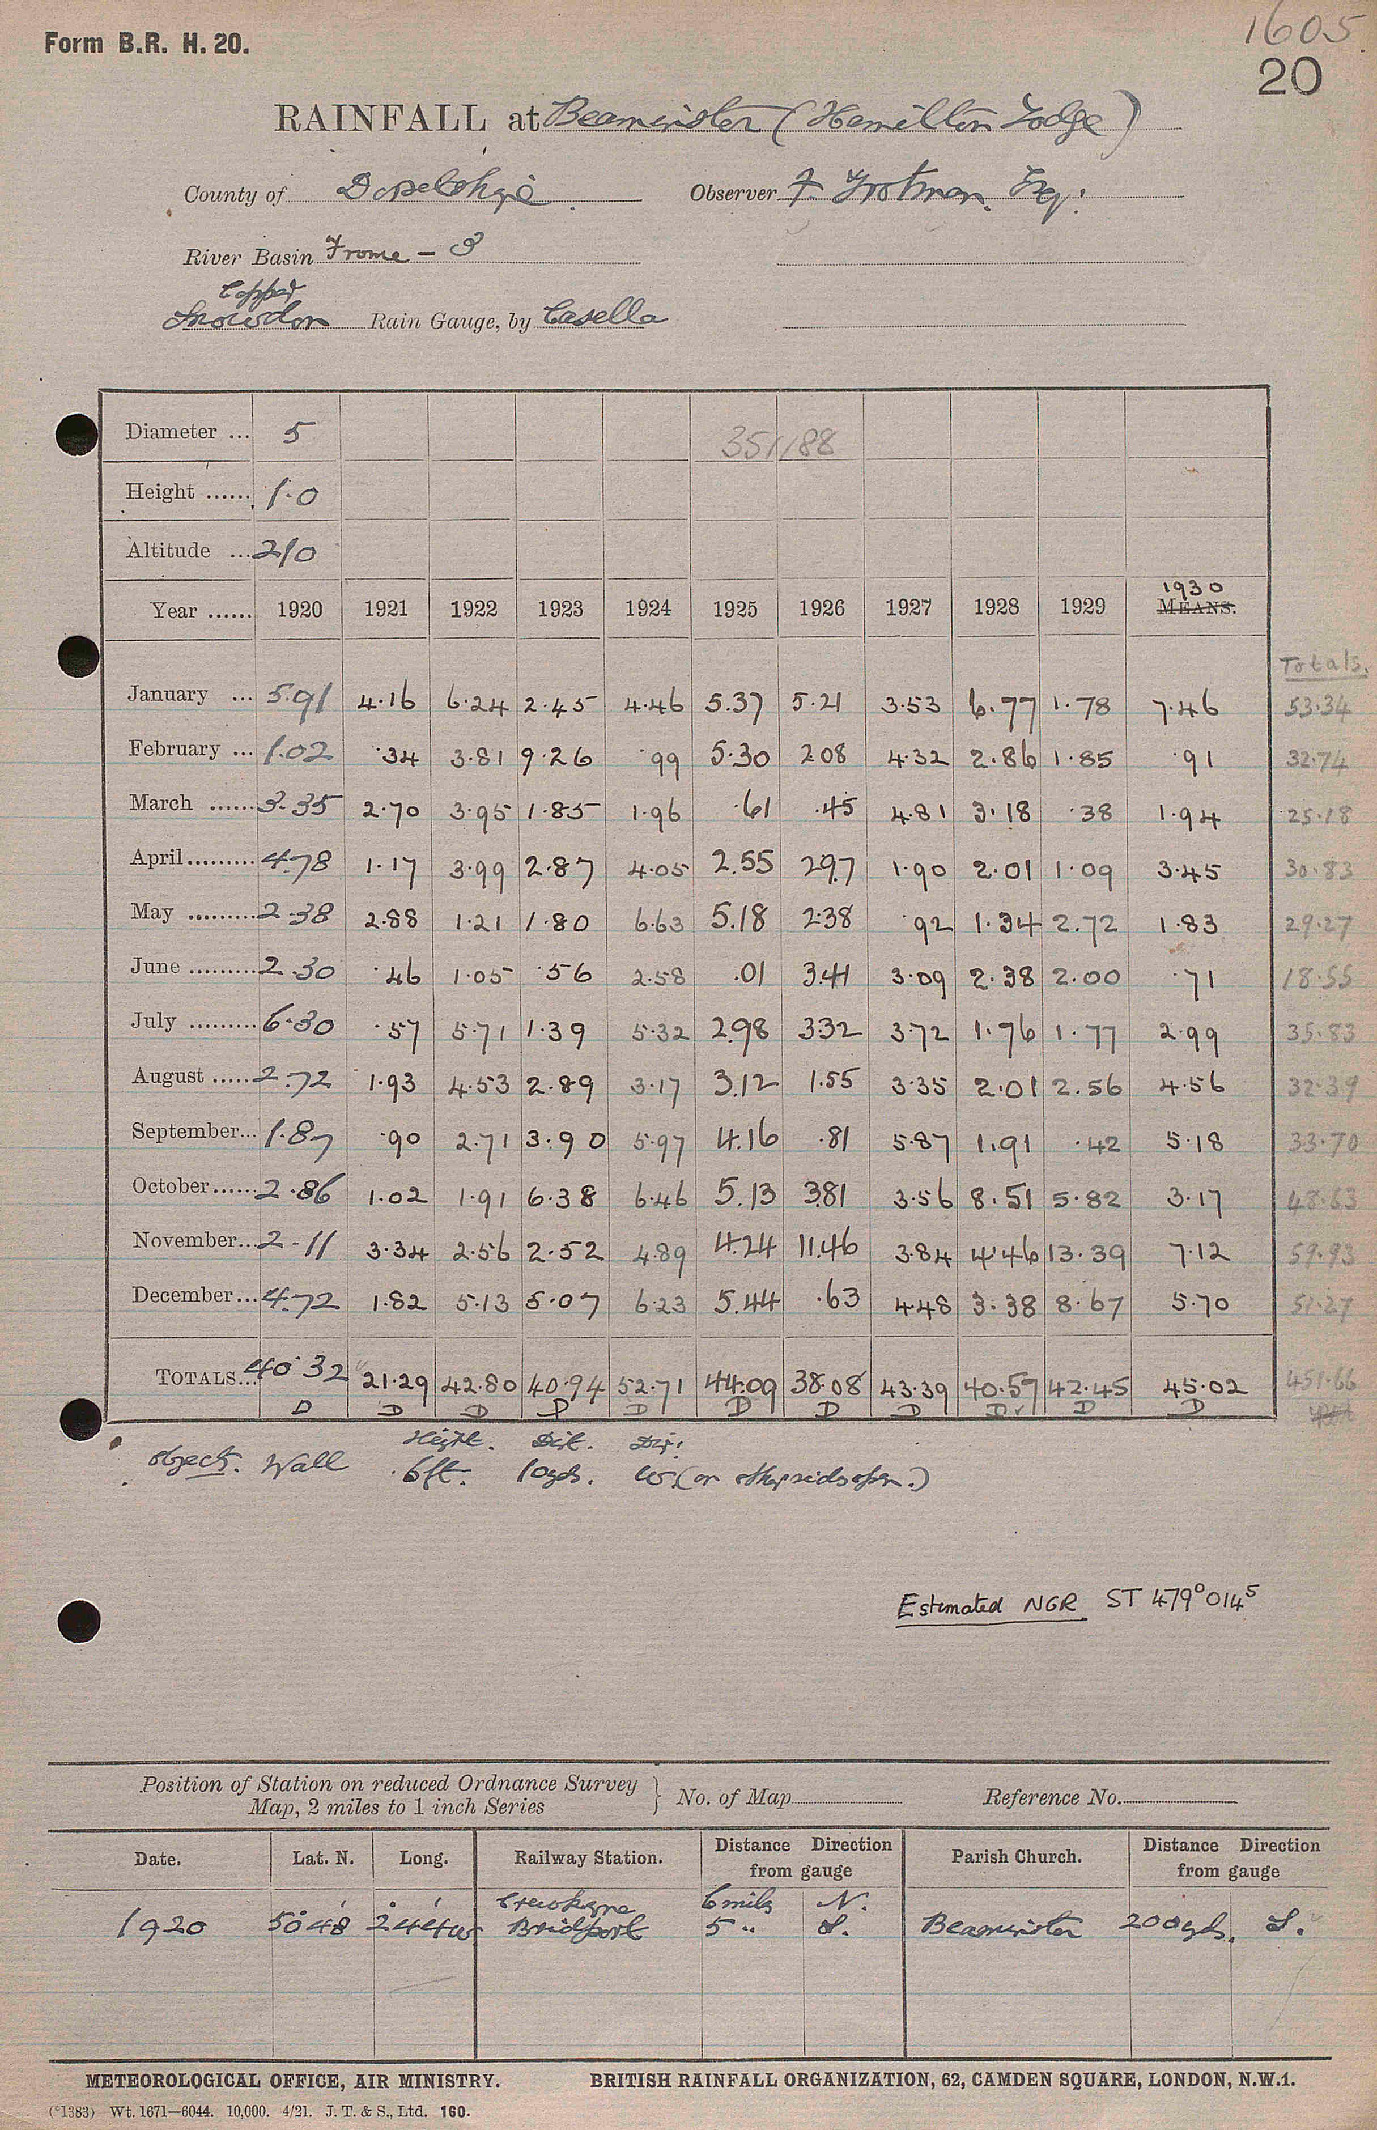 1605
Form B.R. H. 20.
20
RAINFALL at Beaminster (Hamilton Lodge)
County of Dorsetshire Observer F Trotman. Esq:
River Basin Frome - 3
Copper
Snowdon Rain Gauge, by Casella
Diameter ... 5 351/88
Height ...... 1.0
Altitude ... 210
1930
Year ...... 1920 1921 1922 1923 1924 1925 1926 1927 1928 1929 MEANS.
Totals.
January ... 5.91 4.16 6.24 2.45 4.46 5.37 5.21 3.53 6.77 1.78 7.46 53.34
February ... 1.02 .34 3.81 9.26 .99 5.30 2.08 4.32 2.86 1.85 .91 32.74
March ...... 3.35 2.70 3.95 1.85 1.96 .61 .45 4.81 3.18 .38 1.94 25.18
April......... 4.78 1.17 3.99 2.87 4.05 2.55 2.97 1.90 2.01 1.09 3.45 30.83
May ......... 2.38 2.88 1.21 1.80 6.63 5.18 2.38 .92 1.34 2.72 1.83 29.27
June ......... 2.30 .46 1.05 .56 2.58 .01 3.41 3.09 2.38 2.00 .71 18.55
July ......... 6.30 .57 5.71 1.39 5.32 2.98 3.32 3.72 1.76 1.77 2.99 35.83
August ..... 2.72 1.93 4.53 2.89 3.17 3.12 1.55 3.35 2.01 2.56 4.56 32.39
September... 1.87 .90 2.71 3.90 5.97 4.16 .81 5.87 1.91 .42 5.18 33.70
October...... 2.86 1.02 1.91 6.38 6.46 5.13 3.81 3.56 8.51 5.82 3.17 48.63
November... 2.11 3.34 2.56 2.52 4.89 4.24 11.46 3.84 4.46 13.39 7.12 59.93
December... 4.72 1.82 5.13 5.07 6.23 5.44 .63 4.48 3.38 8.67 5.70 51.27
TOTALS... 40.32 21.29 42.80 40.94 52.71 44.09 38.08 43.39 40.57 42.45 45.02 451.66
D D D D D D D D D D D
Height. Dist. Dir:
Objects. Wall 6ft. 10yds. W. (on other sides open.)
Estimated NGR ST 479⁰014⁵
Position of Station on reduced Ordnance Survey
Map, 2 miles to 1 inch Series } No. of Map Reference No.
Date. Lat. N. Long. Railway Station. Distance Direction from gauge Parish Church. Distance Direction from gauge
Crewkerne 6 miles N.
1920 50° 48' 2° 44' W Bridport 5 " S. Beaminster 200 yds. S.
METEOROLOGICAL OFFICE, AIR MINISTRY. BRITISH RAINFALL ORGANIZATION, 62, CAMDEN SQUARE, LONDON, N.W.1.
(*1383) Wt. 1671—6044. 10,000. 4/21. J. T. & S., Ltd. 160.